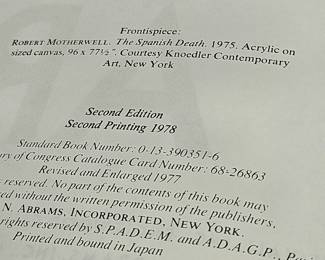 Frontispiece:
ROBERT MOTHERWELL. The Spanish Death. 1975. Acrylic on
sized canvas, 96 x 77½". Courtesy Knoedler Contemporary
Art, New York
Second Edition
Second Printing 1978
Standard Book Number: 0-13-390351-6
ry of Congress Catalogue Card Number: 68-26863
Revised and Enlarged 1977
s reserved. No part of the contents of this book may
ed without the written permission of the publishers,
N. ABRAMS, INCORPORATED, NEW YORK.
rights reserved by S.P.A.D.E.M. and A.D.A.G.P.,
Printed and bound in Japan